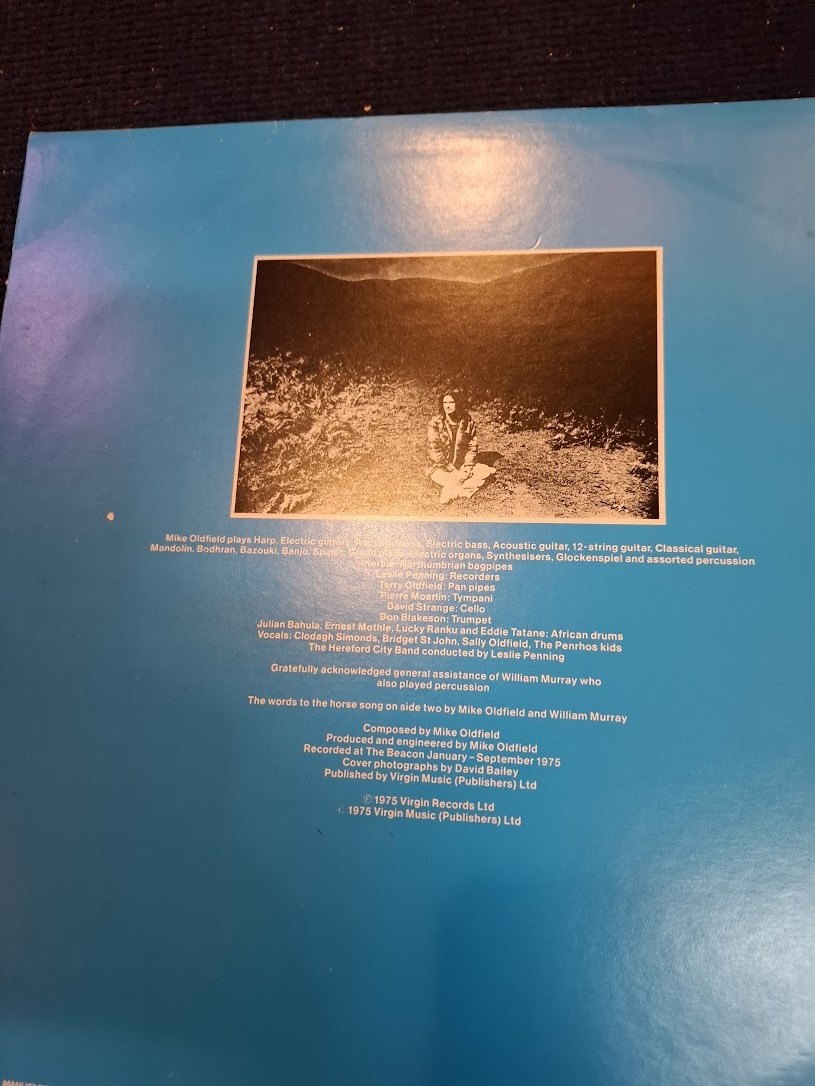 Mike Oldfield plays Harp, Electric guitars, Electric bass, Acoustic guitar, 12-string guitar, Classical guitar,
Mandolin, Bodhran, Bazouki, Banjo, Spinet, Grand piano, Electric organs, Synthesisers, Glockenspiel and assorted percussion
Herbie: Northumbrian bagpipes
Leslie Penning: Recorders
Terry Oldfield: Pan pipes
Pierre Moerlin: Tympani
David Strange: Cello
Don Blakeson: Trumpet
Julian Bahula, Ernest Mothle, Lucky Ranku and Eddie Tatane: African drums
Vocals: Clodagh Simonds, Bridget St John, Sally Oldfield, The Penrhos kids
The Hereford City Band conducted by Leslie Penning
Gratefully acknowledged general assistance of William Murray who
also played percussion
The words to the horse song on side two by Mike Oldfield and William Murray
Composed by Mike Oldfield
Produced and engineered by Mike Oldfield
Recorded at The Beacon January – September 1975
Cover photographs by David Bailey
Published by Virgin Music (Publishers) Ltd
℗ 1975 Virgin Records Ltd
© 1975 Virgin Music (Publishers) Ltd